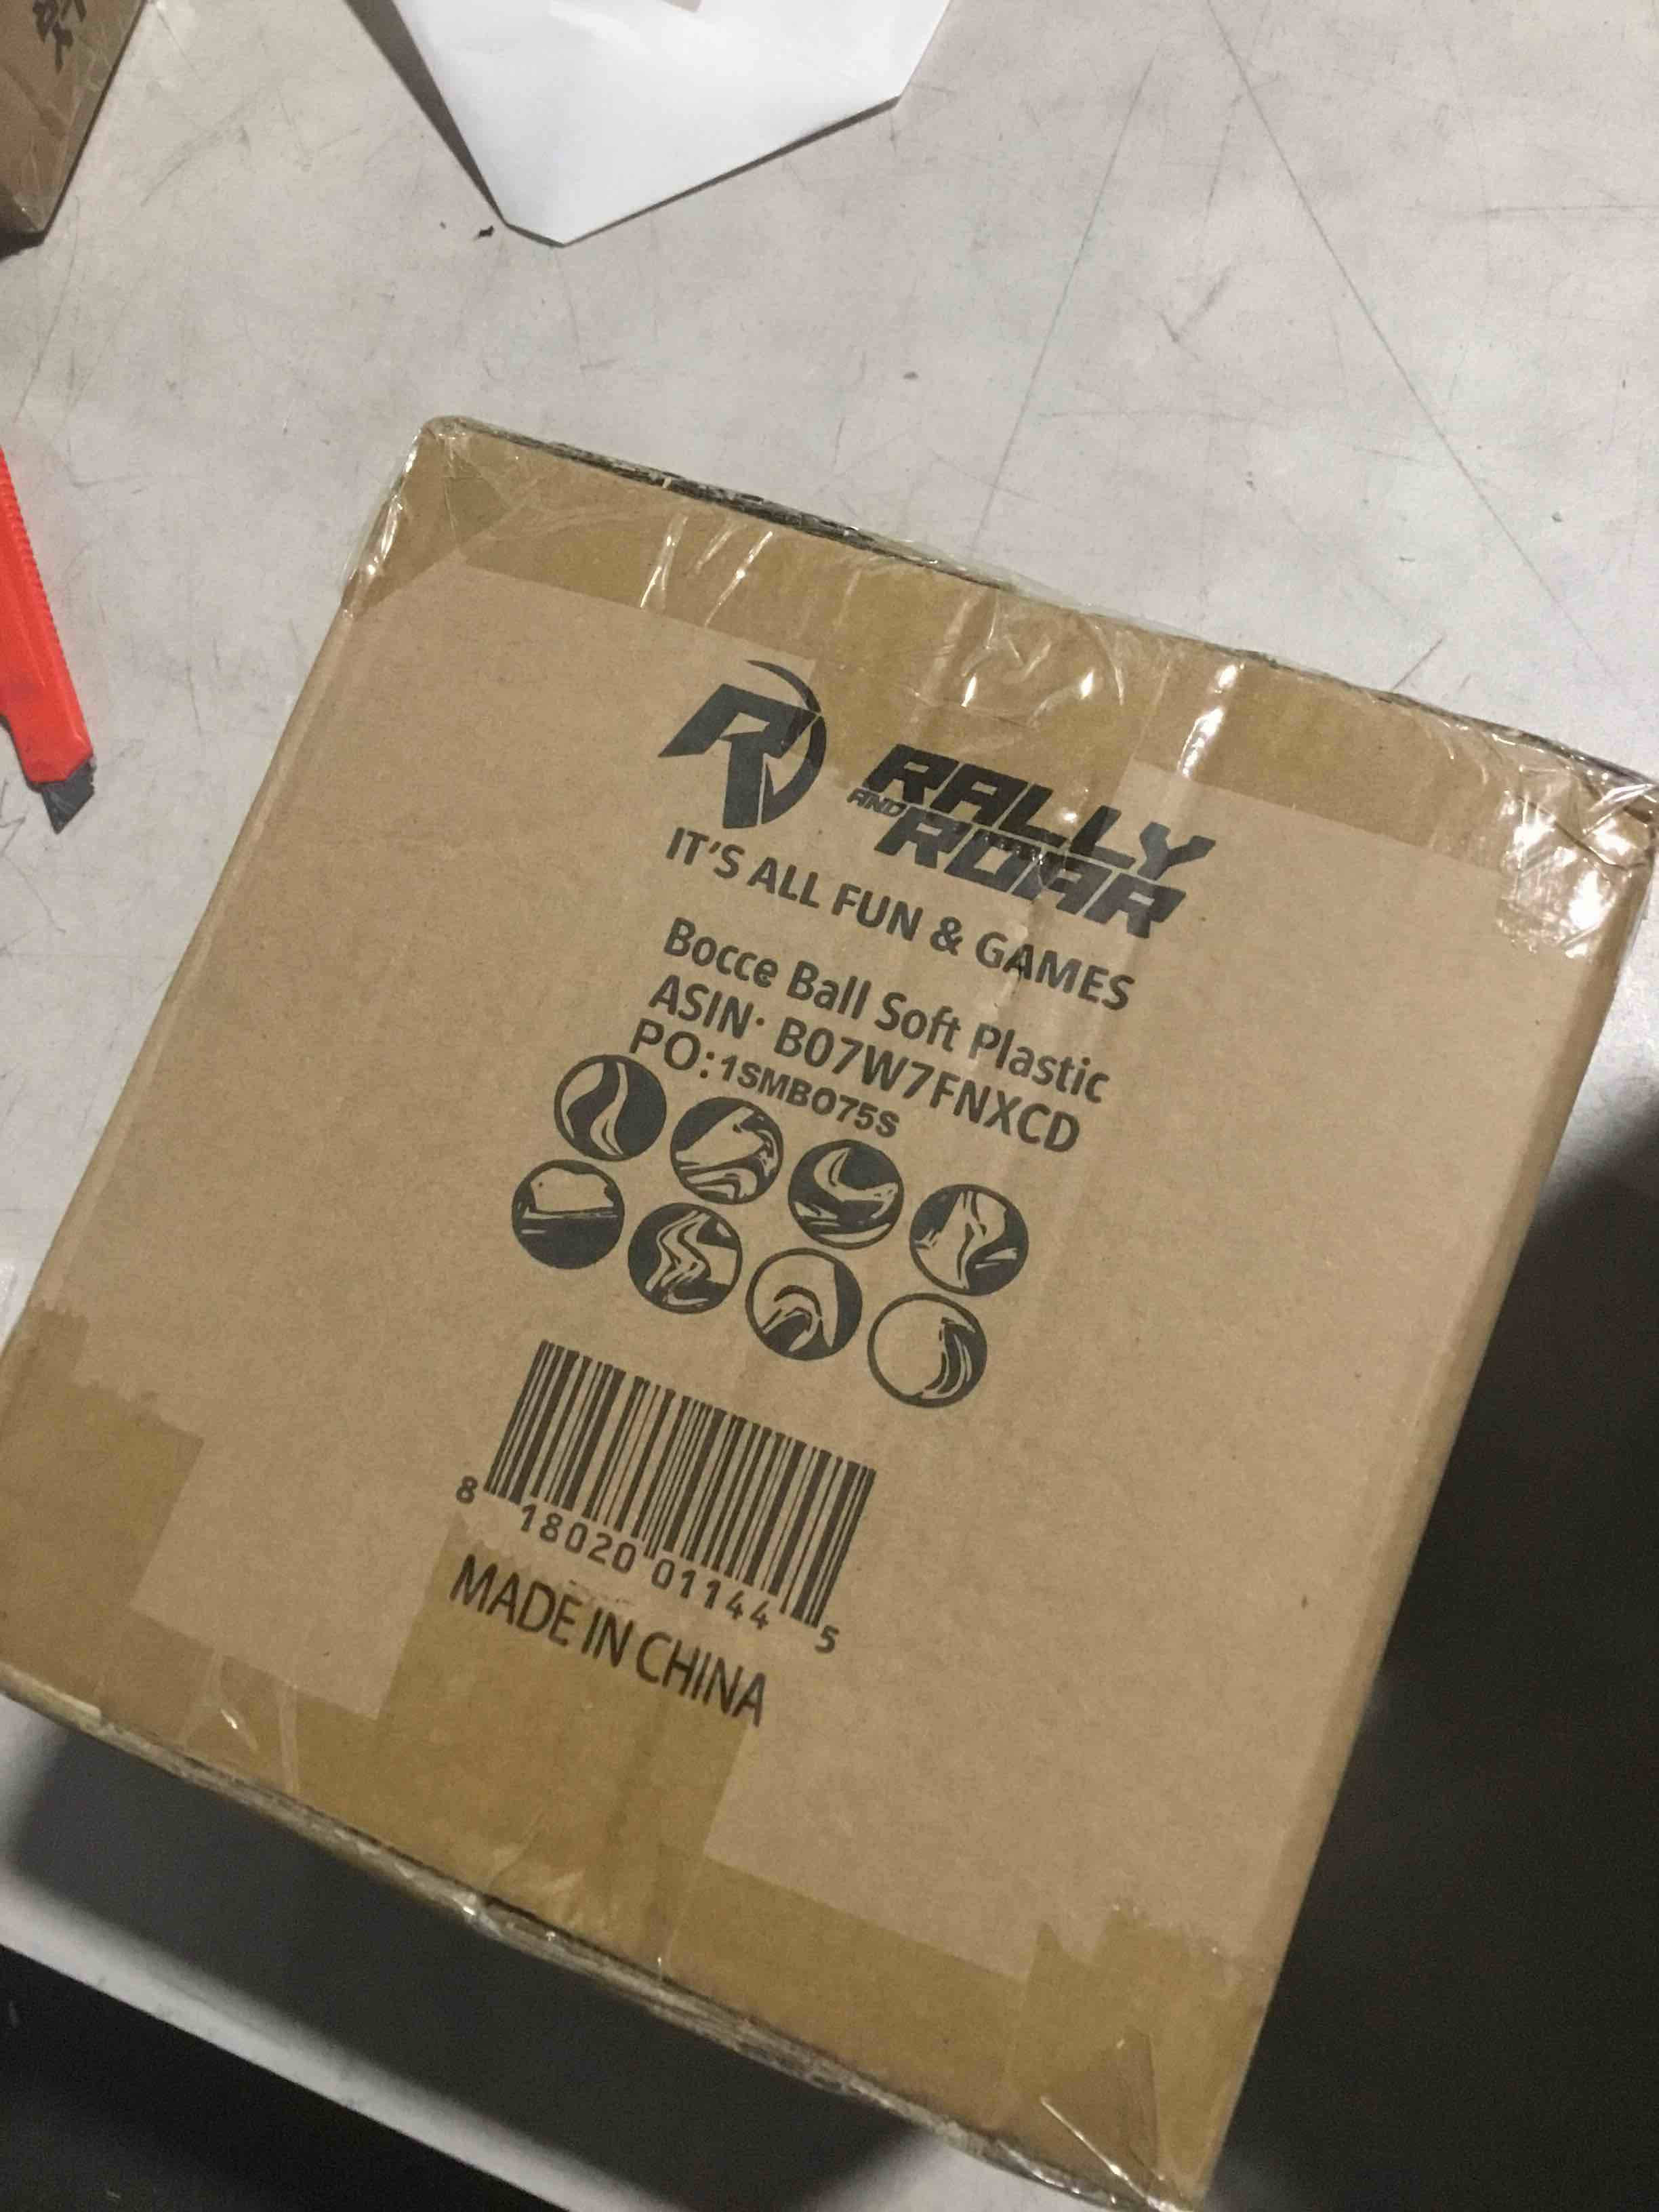 RALLY
AND ROAR
IT'S ALL FUN & GAMES
Bocce Ball Soft Plastic
ASIN: B07W7FNXCD
PO:1SMBO75S
8 18020 01144 5
MADE IN CHINA